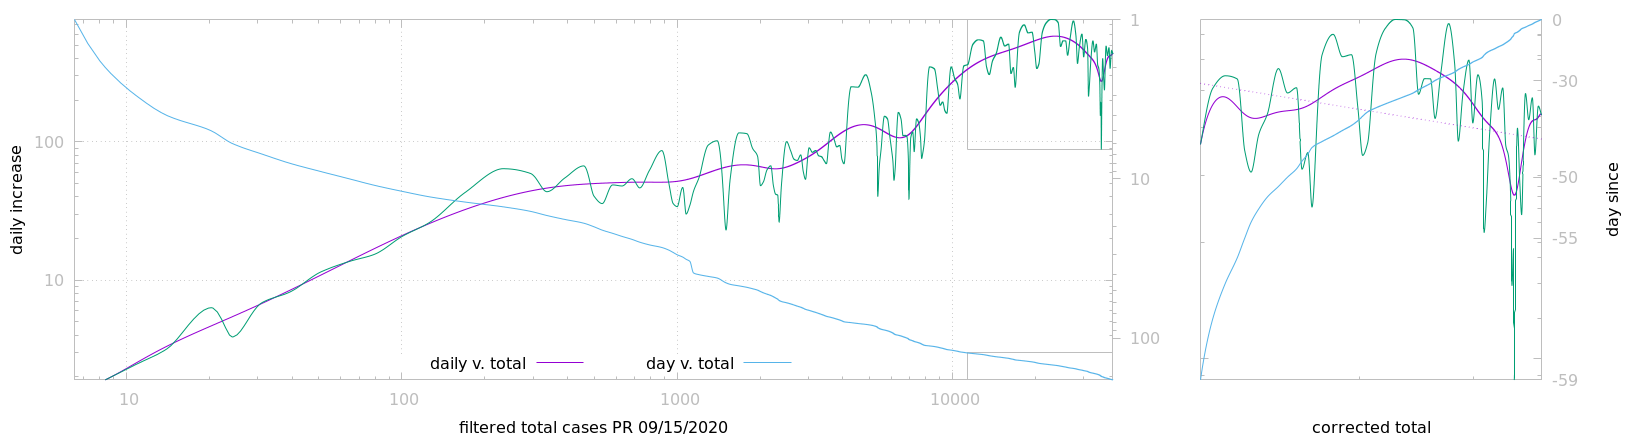 daily increase
100
10
daily v. total
day v. total
10
100
1000
10000
filtered total cases PR 09/15/2020
1
10
100
0
-30
-50
-55
-59
day since
corrected total